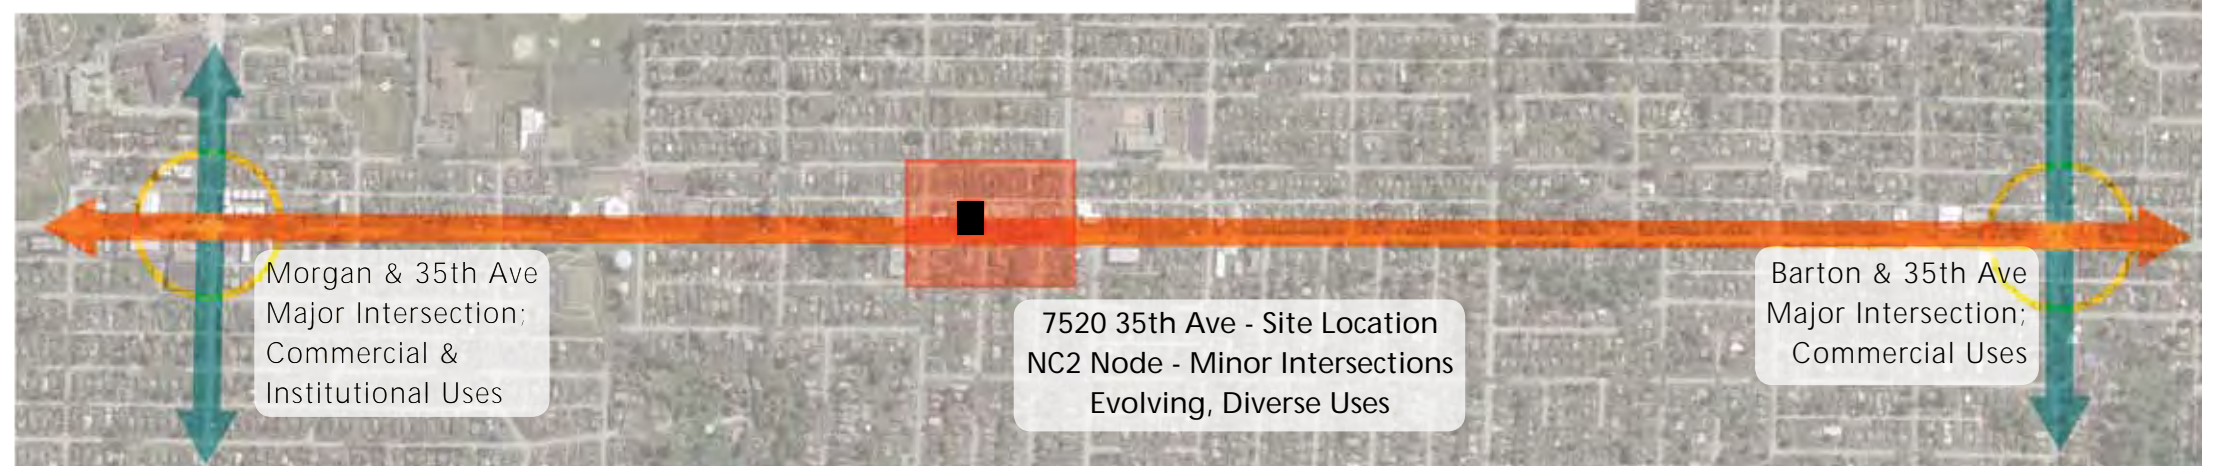 Morgan & 35th Ave
Major Intersection;
Commercial &
Institutional Uses
7520 35th Ave - Site Location
NC2 Node - Minor Intersections
Evolving, Diverse Uses
Barton & 35th Ave
Major Intersection;
Commercial Uses